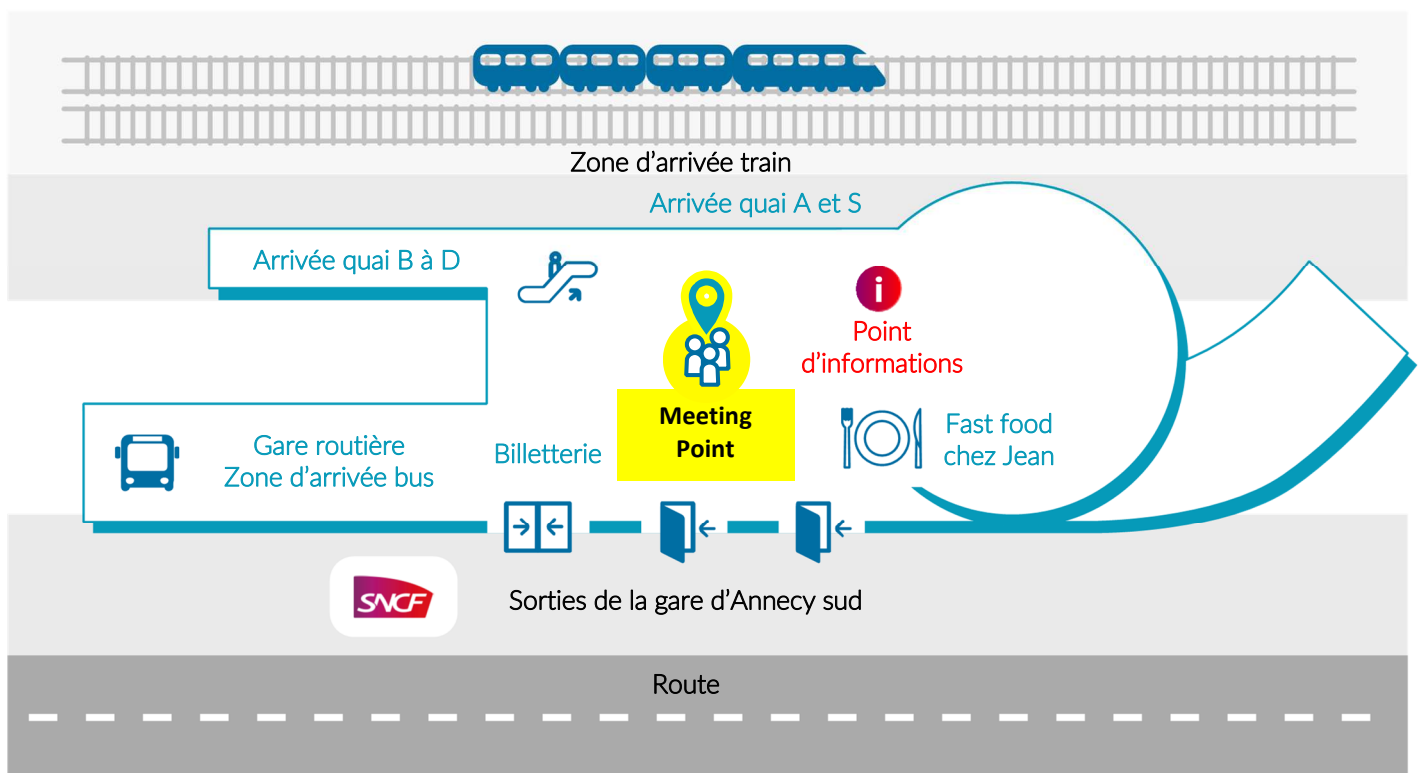 Zone d'arrivée train
Arrivée quai A et S
Arrivée quai B à D
i
Point
d'informations
Meeting
Point
Fast food
chez Jean
Gare routière
Zone d'arrivée bus
Billetterie
SNCF
Sorties de la gare d'Annecy sud
Route